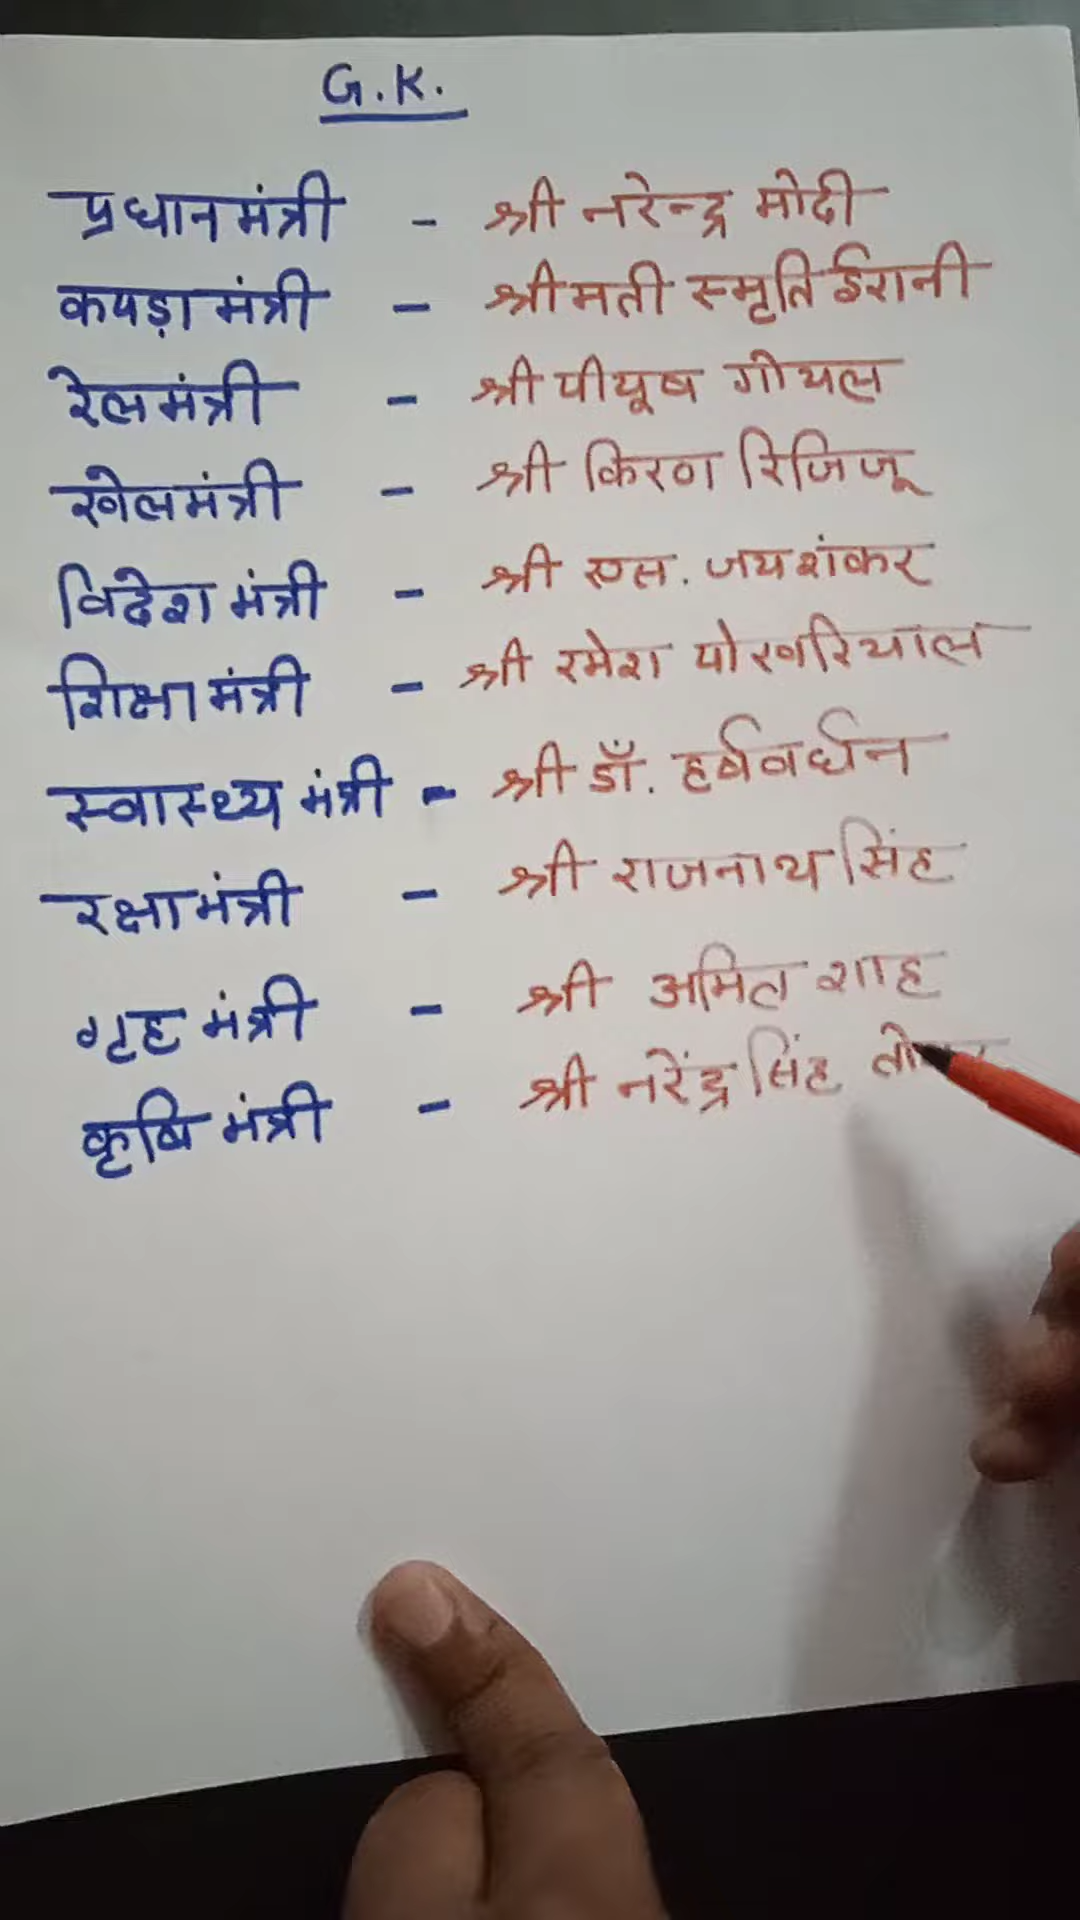 G.K.
प्रधानमंत्री - श्री नरेन्द्र मोदी
कपड़ा मंत्री - श्रीमती स्मृति ईरानी
रेलमंत्री - श्री पीयूष गोयल
खेलमंत्री - श्री किरण रिजिजू
विदेश मंत्री - श्री एस. जयशंकर
शिक्षा मंत्री - श्री रमेश पोखरियाल
स्वास्थ्य मंत्री - श्री डॉ. हर्षवर्धन
रक्षा मंत्री - श्री राजनाथ सिंह
गृह मंत्री - श्री अमित शाह
कृषि मंत्री - श्री नरेंद्र सिंह